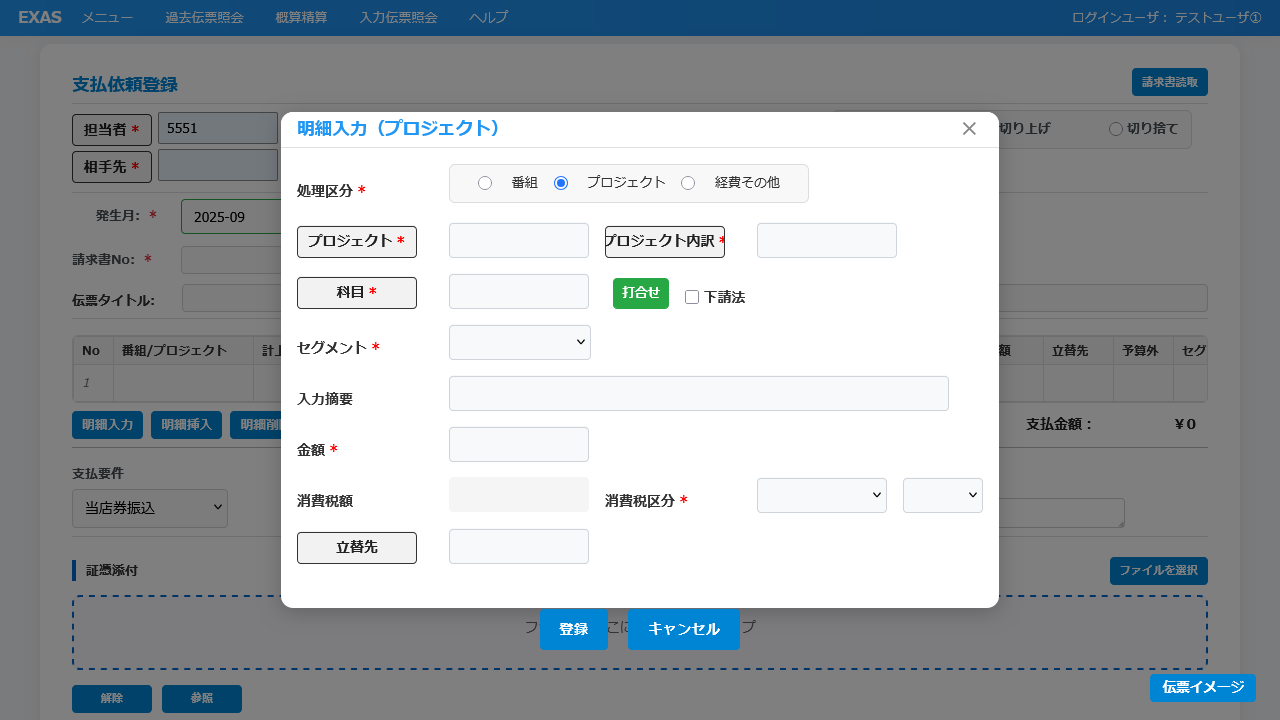 EXAS メニュー 過去伝票照会 概算精算 入力伝票照会 ヘルプ ログインユーザ： テストユーザ①
支払依頼登録 請求書読取
担当者 * 5551 切り上げ 切り捨て
相手先 *
発生月: * 2025-09
請求書No: *
伝票タイトル:
No 番組/プロジェクト 計上 額 立替先 予算外 セグ
1
明細入力 明細挿入 明細削除 支払金額： ¥0
支払要件
当店券振込
証憑添付 ファイルを選択
解除 参照
伝票イメージ
明細入力（プロジェクト） ×
処理区分 * 番組 プロジェクト 経費その他
プロジェクト * プロジェクト内訳 *
科目 * 打合せ 下請法
セグメント *
入力摘要
金額 *
消費税額 消費税区分 *
立替先
登録 キャンセル